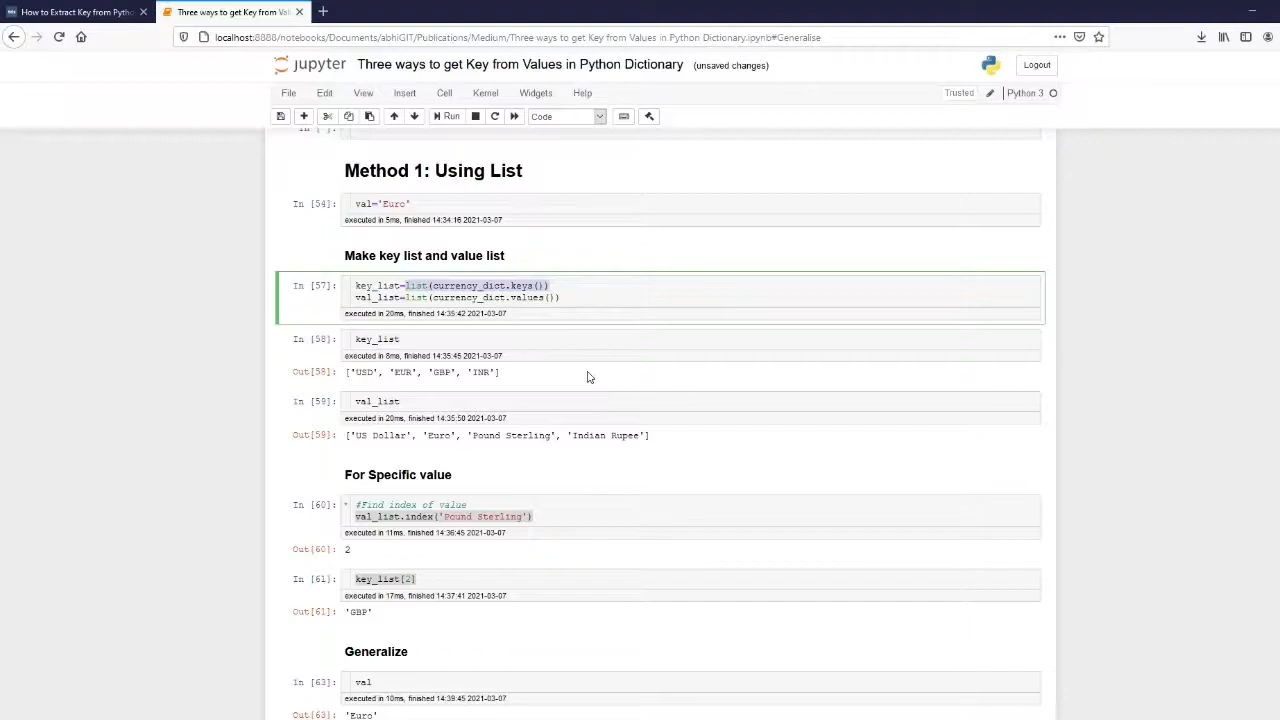 How to Extract Key from Pytho
Three ways to get Key from Val
localhost:8888/notebooks/Documents/abhiGIT/Publications/Medium/Three ways to get Key from Values in Python Dictionary.ipynb#Generalise
jupyter Three ways to get Key from Values in Python Dictionary (unsaved changes) Logout
File Edit View Insert Cell Kernel Widgets Help Trusted Python 3
Run Code
In [ ]:
Method 1: Using List
In [54]: val='Euro'
executed in 5ms, finished 14:34:16 2021-03-07
Make key list and value list
In [57]: key_list=list(currency_dict.keys())
val_list=list(currency_dict.values())
executed in 20ms, finished 14:35:42 2021-03-07
In [58]: key_list
executed in 8ms, finished 14:35:45 2021-03-07
Out[58]: ['USD', 'EUR', 'GBP', 'INR']
In [59]: val_list
executed in 20ms, finished 14:35:50 2021-03-07
Out[59]: ['US Dollar', 'Euro', 'Pound Sterling', 'Indian Rupee']
For Specific value
In [60]: #Find index of value
val_list.index('Pound Sterling')
executed in 11ms, finished 14:36:45 2021-03-07
Out[60]: 2
In [61]: key_list[2]
executed in 17ms, finished 14:37:41 2021-03-07
Out[61]: 'GBP'
Generalize
In [63]: val
executed in 10ms, finished 14:39:45 2021-03-07
Out[63]: 'Euro'